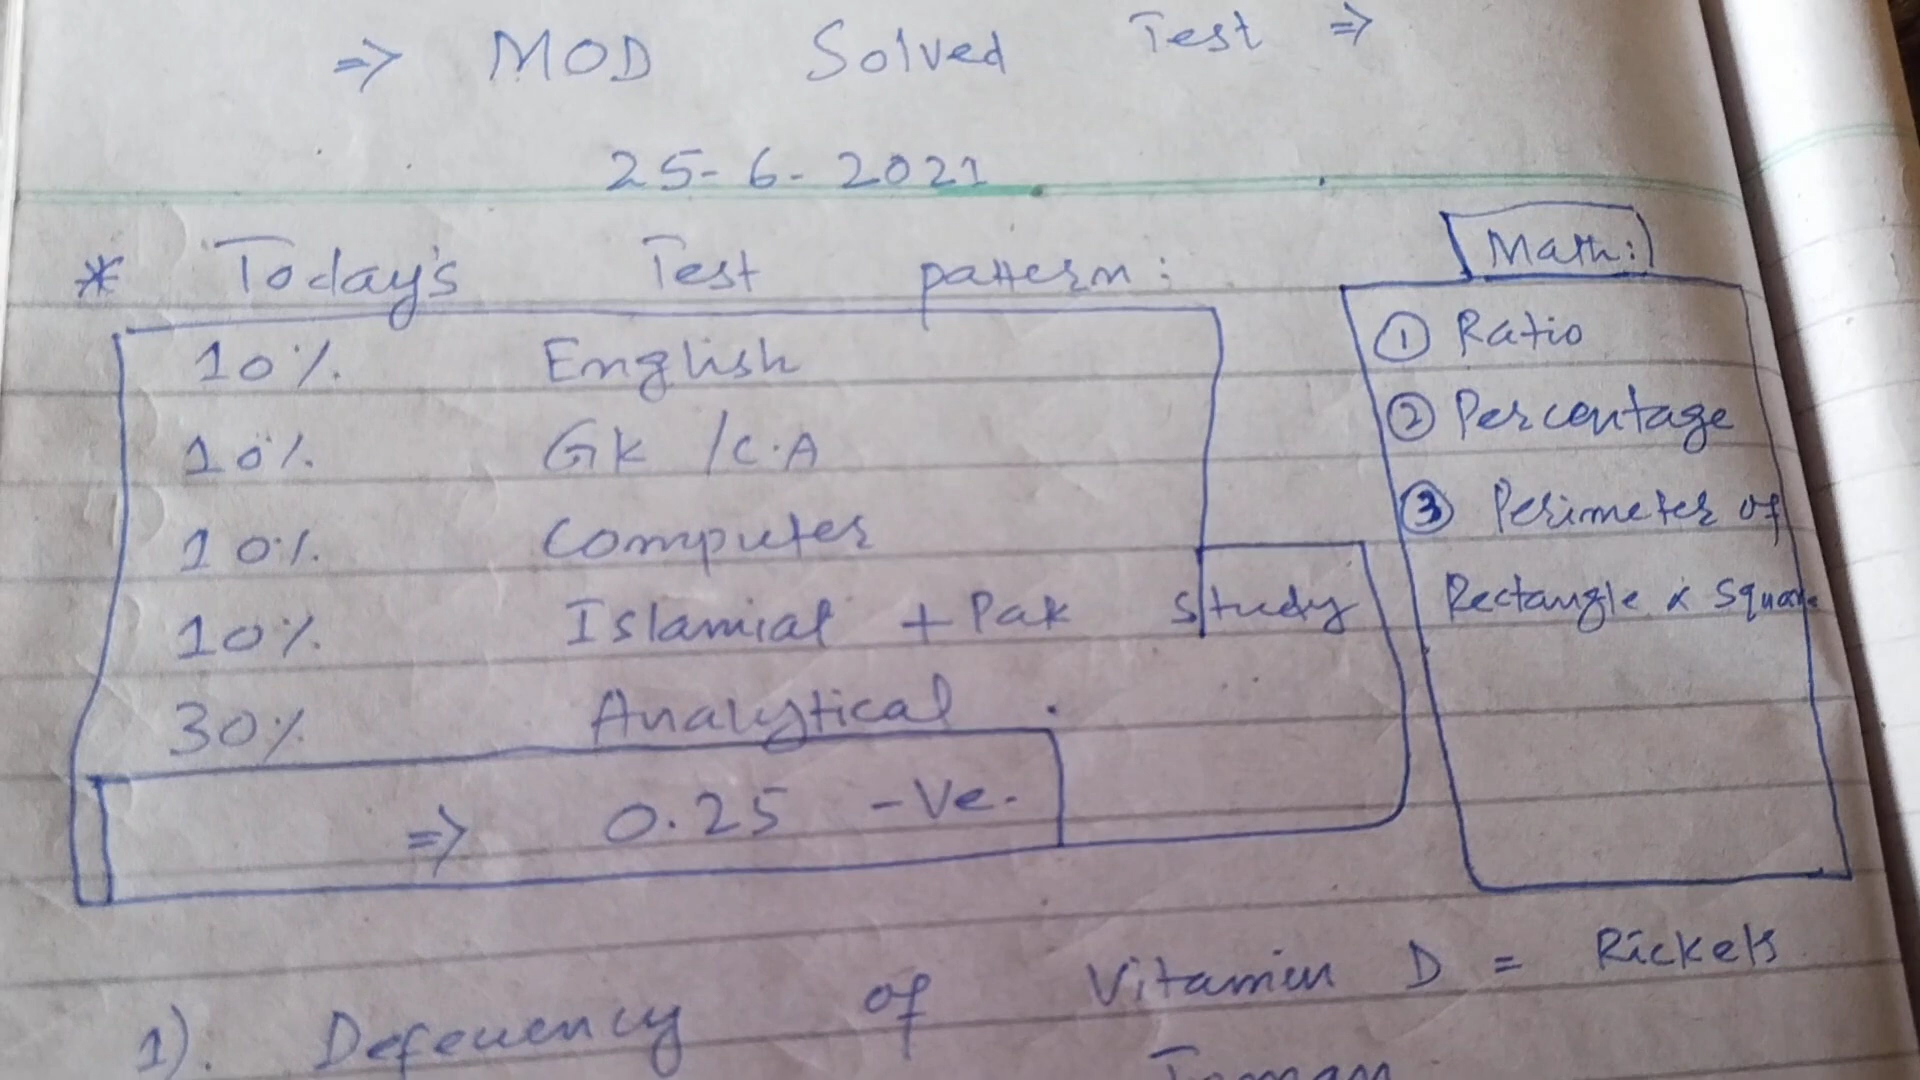 ⇒ MOD Solved Test ⇒
25-6-2021
* Today's Test pattern:
10% English
10% GK /C.A
10% Computer
10% Islamiat + Pak study
30% Analytical
⇒ 0.25 -Ve.
Math:
① Ratio
② Percentage
③ Perimeter of
Rectangle & Square
1). Defeuency of Vitamin D = Rickets